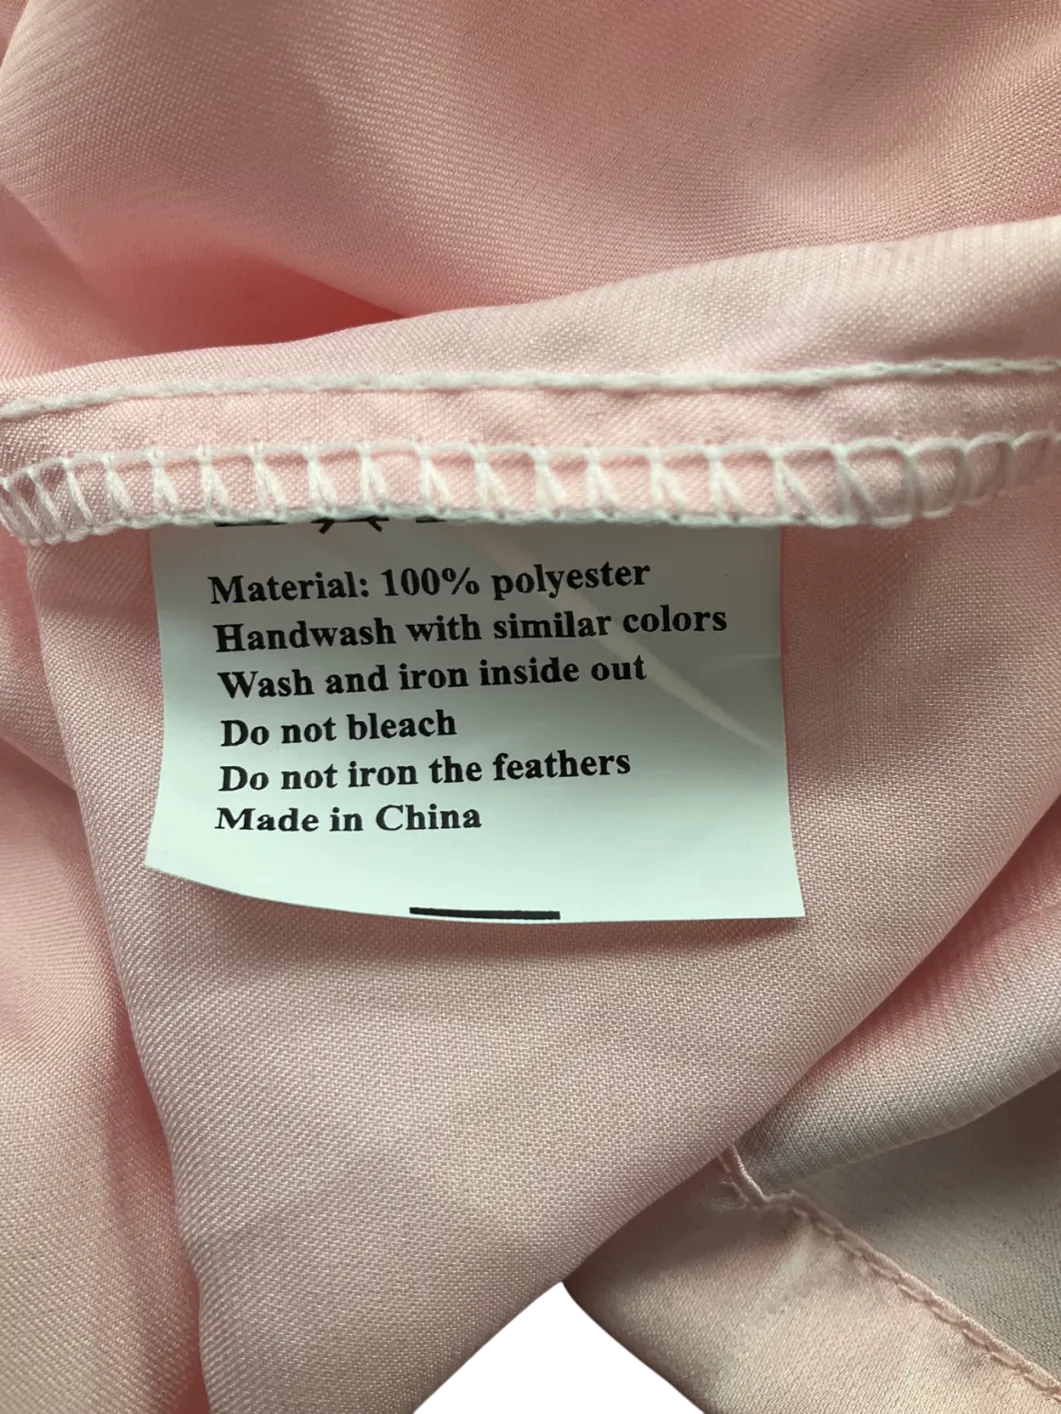 Material: 100% polyester
Handwash with similar colors
Wash and iron inside out
Do not bleach
Do not iron the feathers
Made in China